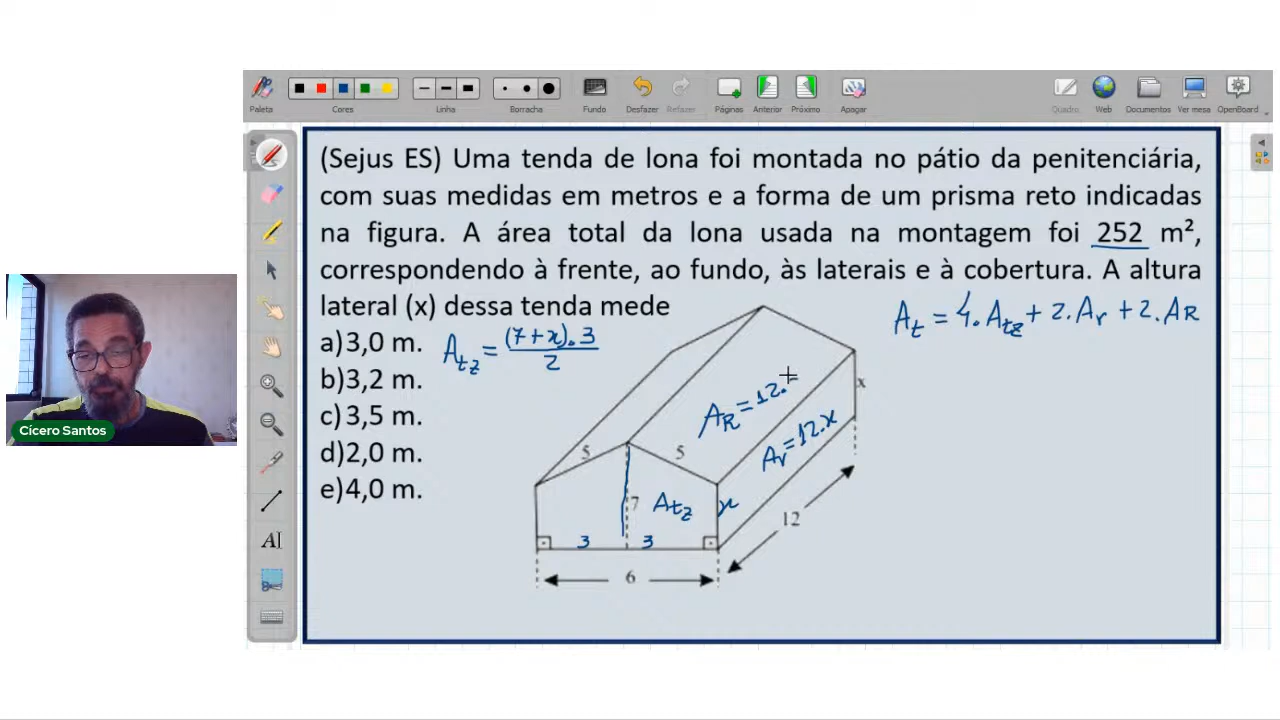 Paleta Cores Linha Borracha Fundo Desfazer Refazer Páginas Anterior Próximo Apagar Quadro Web Documentos Ver mesa OpenBoard
(Sejus ES) Uma tenda de lona foi montada no pátio da penitenciária,
com suas medidas em metros e a forma de um prisma reto indicadas
na figura. A área total da lona usada na montagem foi 252 m²,
correspondendo à frente, ao fundo, às laterais e à cobertura. A altura
lateral (x) dessa tenda mede
At = 4.Atz + 2.Ar + 2.AR
a)3,0 m.
Atz = (7+x).3
2
b)3,2 m.
c)3,5 m.
d)2,0 m.
e)4,0 m.
x
AR = 12.
Ar = 12.x
5
5
7
Atz
x
12
3
3
6
AI
Cícero Santos